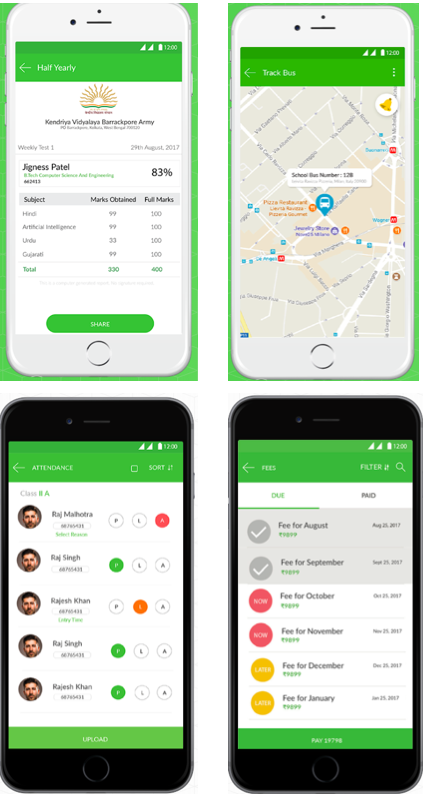 12:00
Half Yearly
Kendriya Vidyalaya Barrackpore Army
Weekly Test 1 29th August, 2017
Jigness Patel
B.Tech Computer Science And Engineering
662415
83%
Subject Marks Obtained Full Marks
Hindi 99 100
Artificial Intelligence 99 100
Urdu 33 100
Gujarati 99 100
Total 330 400
SHARE
12:00
Track Bus
School Bus Number : 12B
Pizza Restaurant
Jewelry Store
12:00
ATTENDANCE SORT
Class 8 A
Raj Malhotra
68765431
Select Reason
P L A
Raj Singh
68765431
P L A
Rajesh Khan
68765431
Entry Time
P L A
Raj Singh
68765431
P L A
Rajesh Khan
68765431
P L A
UPLOAD
12:00
FEES FILTER
DUE PAID
Fee for August Aug 25, 2017
₹9899
Fee for September Sept 25, 2017
₹9899
NOW Fee for October Oct 25, 2017
₹9899
NOW Fee for November Nov 25, 2017
₹9899
LATER Fee for December Dec 25, 2017
₹9899
LATER Fee for January Jan 25, 2017
₹9899
PAY 19798